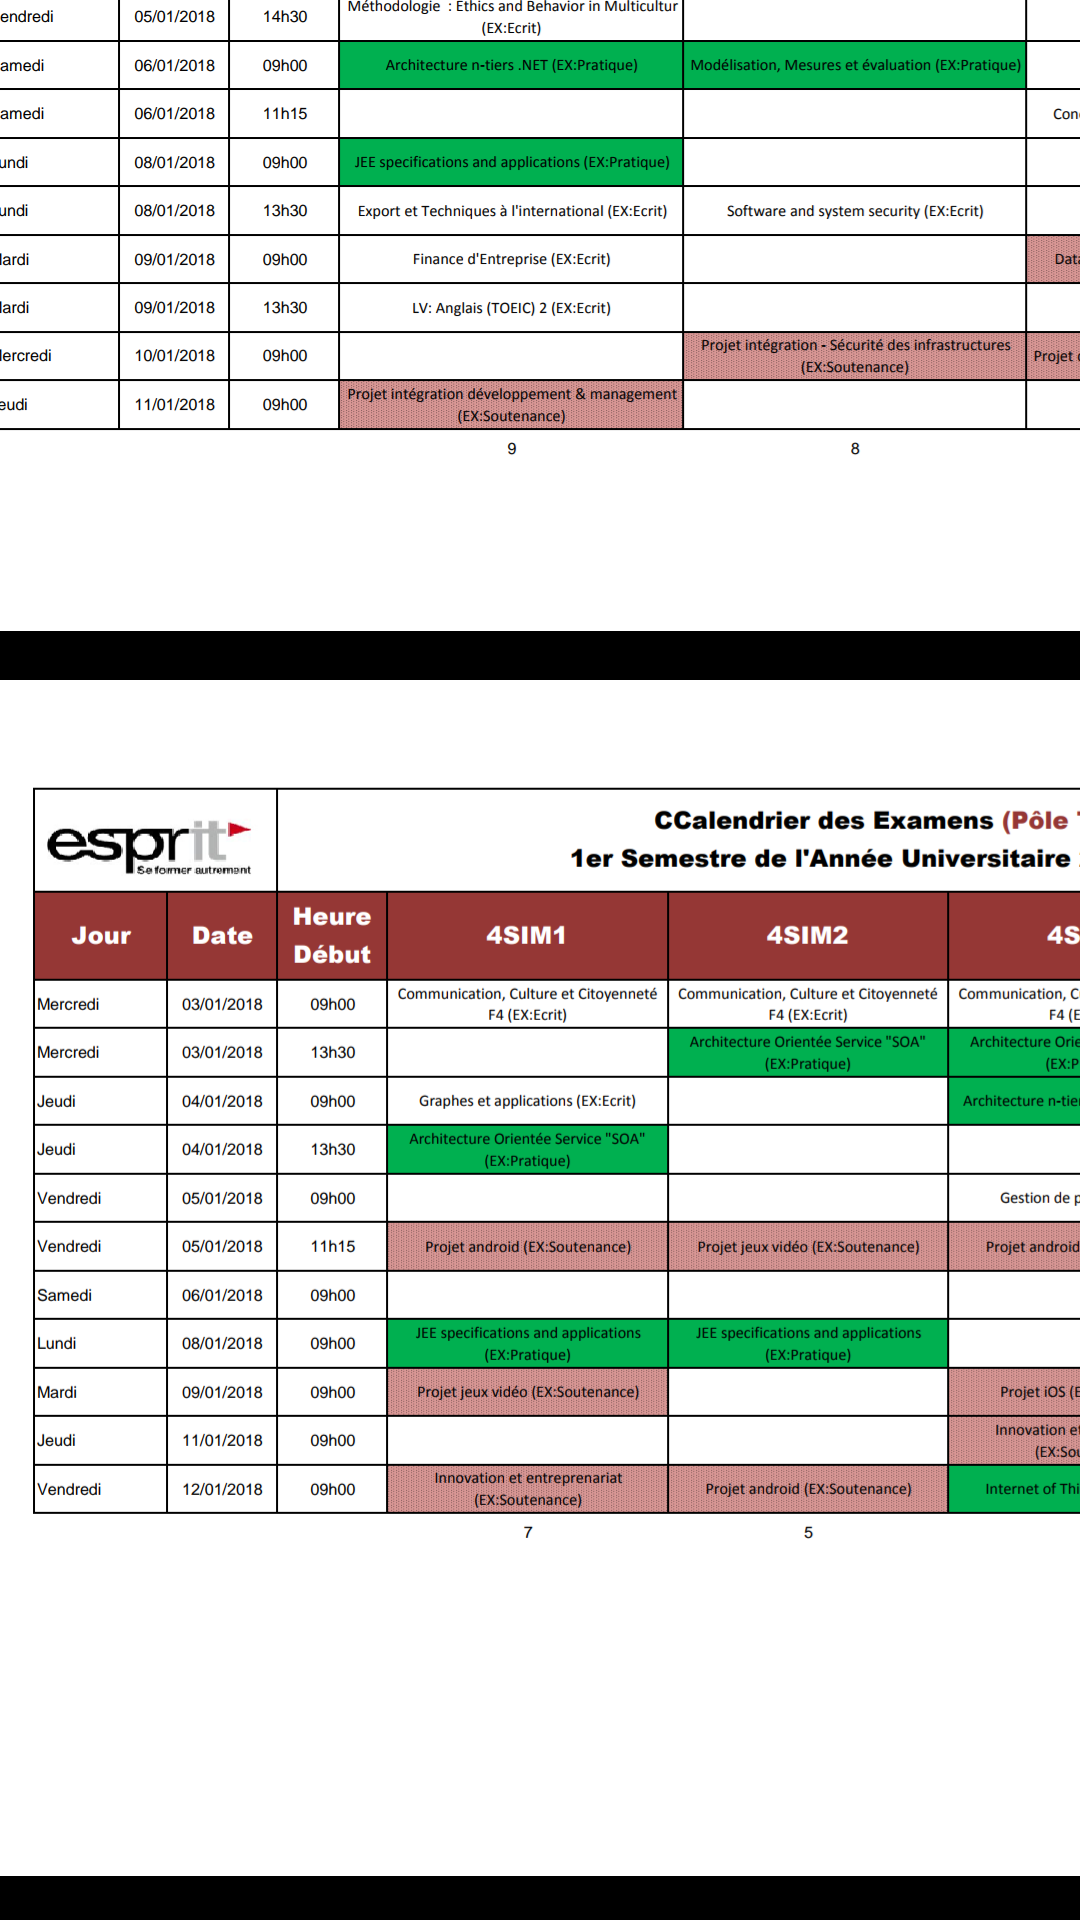 endredi 05/01/2018 14h30 Méthodologie : Ethics and Behavior in Multicultur
(EX:Ecrit)
amedi 06/01/2018 09h00 Architecture n-tiers .NET (EX:Pratique) Modélisation, Mesures et évaluation (EX:Pratique)
amedi 06/01/2018 11h15 Con
undi 08/01/2018 09h00 JEE specifications and applications (EX:Pratique)
undi 08/01/2018 13h30 Export et Techniques à l'international (EX:Ecrit) Software and system security (EX:Ecrit)
ardi 09/01/2018 09h00 Finance d'Entreprise (EX:Ecrit) Data
ardi 09/01/2018 13h30 LV: Anglais (TOEIC) 2 (EX:Ecrit)
ercredi 10/01/2018 09h00 Projet intégration - Sécurité des infrastructures
(EX:Soutenance) Projet
eudi 11/01/2018 09h00 Projet intégration développement & management
(EX:Soutenance)
9 8
esprit
Se former autrement
CCalendrier des Examens (Pôle
1er Semestre de l'Année Universitaire
Jour Date Heure
Début 4SIM1 4SIM2 4S
Mercredi 03/01/2018 09h00 Communication, Culture et Citoyenneté Communication, Culture et Citoyenneté Communication, C
F4 (EX:Ecrit) F4 (EX:Ecrit) F4 (E
Mercredi 03/01/2018 13h30 Architecture Orientée Service "SOA" Architecture Orie
(EX:Pratique) (EX:P
Jeudi 04/01/2018 09h00 Graphes et applications (EX:Ecrit) Architecture n-tie
Jeudi 04/01/2018 13h30 Architecture Orientée Service "SOA"
(EX:Pratique)
Vendredi 05/01/2018 09h00 Gestion de p
Vendredi 05/01/2018 11h15 Projet android (EX:Soutenance) Projet jeux vidéo (EX:Soutenance) Projet android
Samedi 06/01/2018 09h00
Lundi 08/01/2018 09h00 JEE specifications and applications JEE specifications and applications
(EX:Pratique) (EX:Pratique)
Mardi 09/01/2018 09h00 Projet jeux vidéo (EX:Soutenance) Projet iOS (E
Jeudi 11/01/2018 09h00 Innovation et
(EX:Sou
Vendredi 12/01/2018 09h00 Innovation et entreprenariat
(EX:Soutenance) Projet android (EX:Soutenance) Internet of Thi
7 5